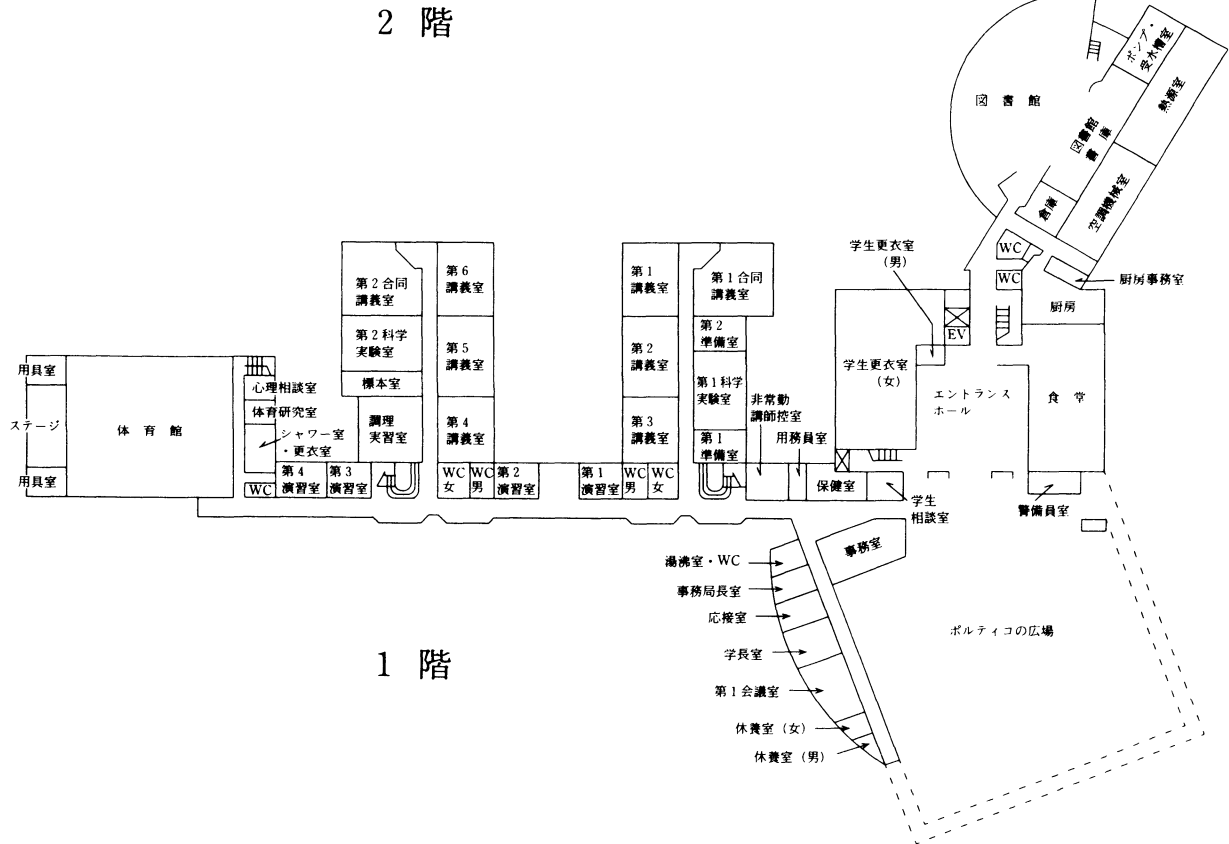 2 階
ポンプ・
受水槽室
図 書 館
熱源室
図書館
書 庫
空調機械室
倉庫
WC
WC
厨房事務室
厨房
学生更衣室
(男)
EV
学生更衣室
(女)
エントランス
ホール
食 堂
第 2 合同
講義室
第 6
講義室
第 1
講義室
第 1 合同
講義室
第 2 科学
実験室
第 5
講義室
第 2
講義室
第 2
準備室
標本室
第 1 科学
実験室
調理
実習室
第 4
講義室
第 3
講義室
第 1
準備室
非常勤
講師控室
用務員室
用具室
ステージ
用具室
体 育 館
心理相談室
体育研究室
シャワー室
・更衣室
WC
第 4
演習室
第 3
演習室
WC
女
WC
男
第 2
演習室
第 1
演習室
WC
男
WC
女
保健室
学生
相談室
警備員室
事務室
湯沸室・WC
事務局長室
応接室
学長室
第 1 会議室
休養室 (女)
休養室 (男)
ポルティコの広場
1 階